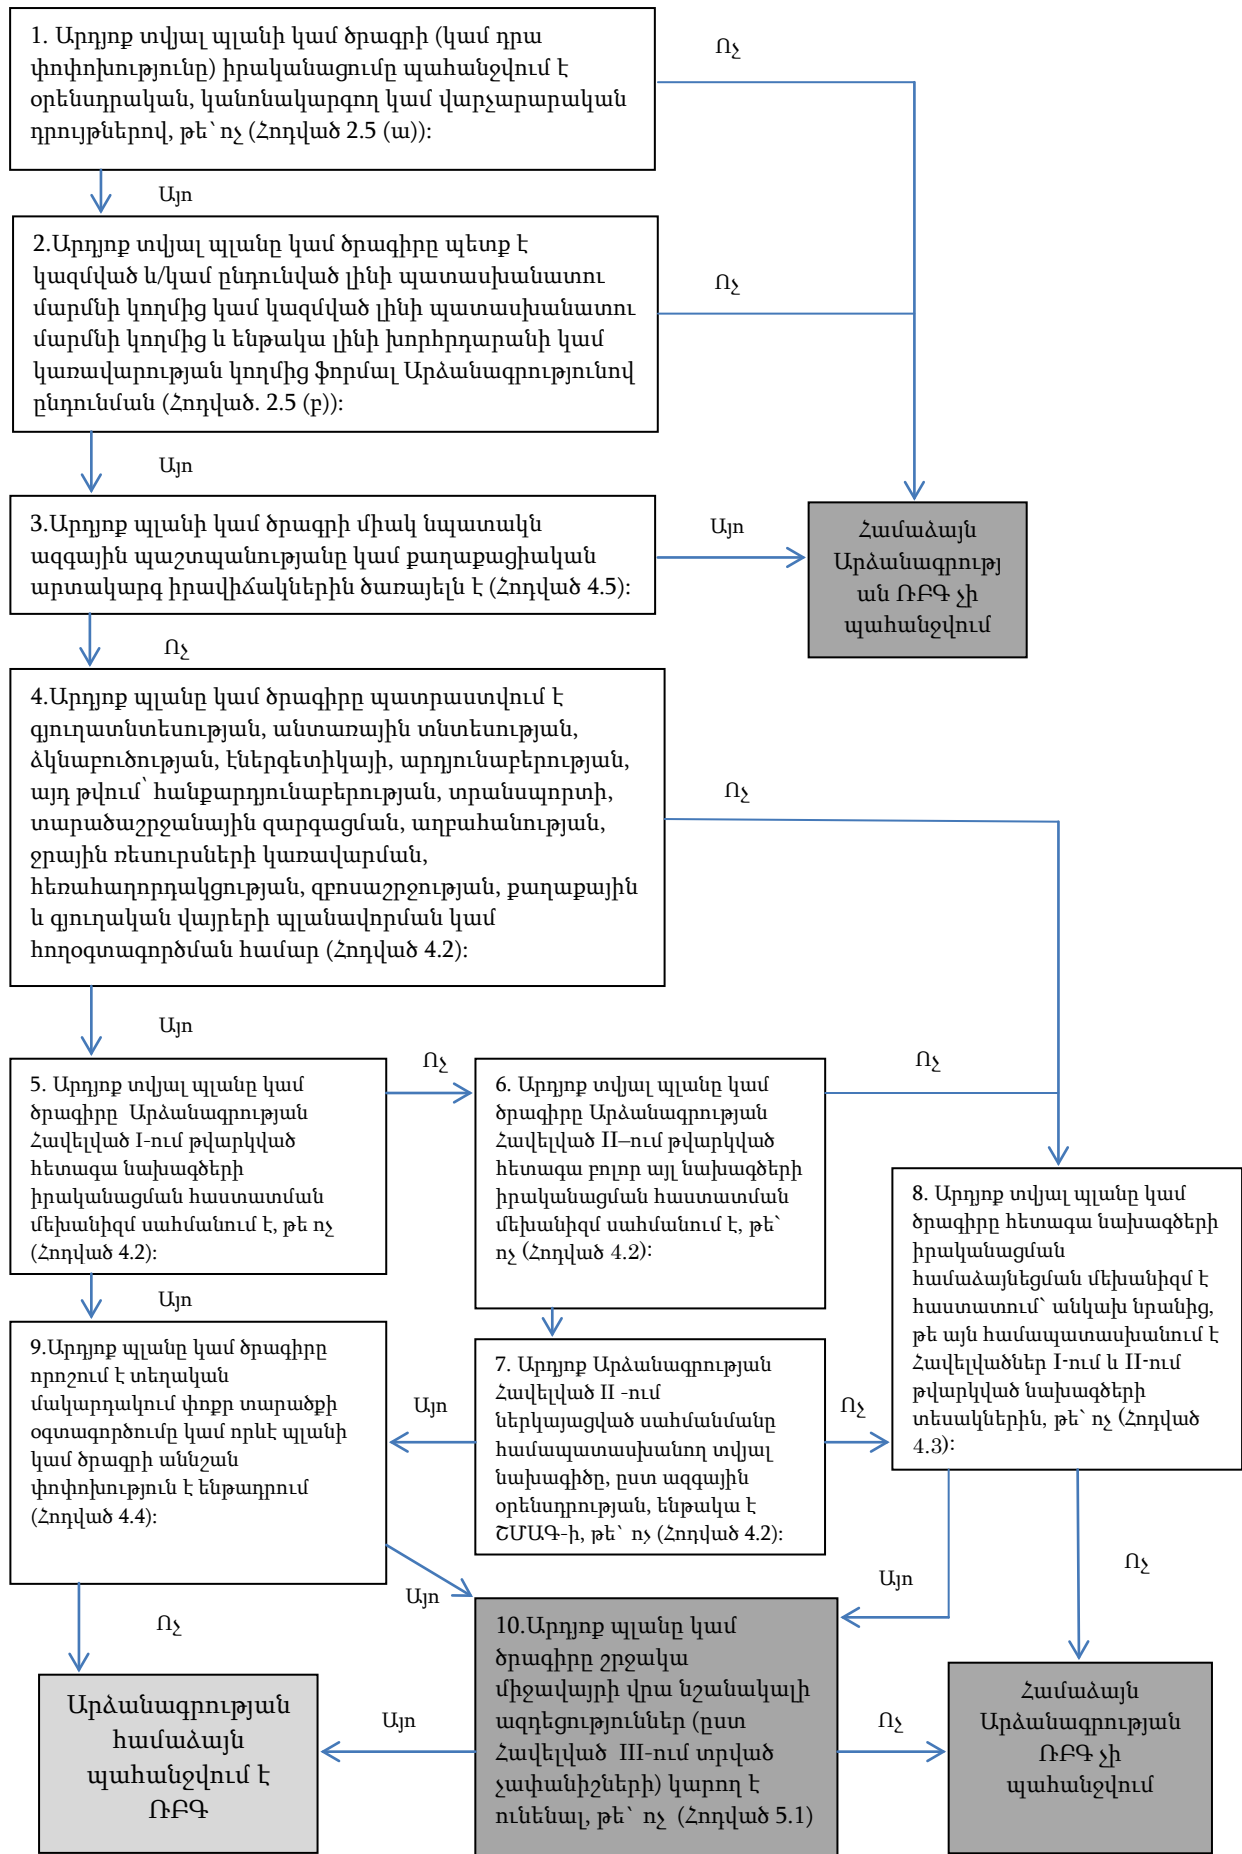 1. Արդյոք տվյալ պլանի կամ ծրագրի (կամ դրա
փոփոխությունը) իրականացումը պահանջվում է
օրենսդրական, կանոնակարգող կամ վարչարարական
դրույթներով, թե՝ ոչ (Հոդված 2.5 (ա)):
Ոչ
Այո
2.Արդյոք տվյալ պլանը կամ ծրագիրը պետք է
կազմված և/կամ ընդունված լինի պատասխանատու
մարմնի կողմից կամ կազմված լինի պատասխանատու
մարմնի կողմից և ենթակա լինի խորհրդարանի կամ
կառավարության կողմից ֆորմալ Արձանագրությունով
ընդունման (Հոդված. 2.5 (բ)):
Ոչ
Այո
3.Արդյոք պլանի կամ ծրագրի միակ նպատակն
ազգային պաշտպանությանը կամ քաղաքացիական
արտակարգ իրավիճակներին ծառայելն է (Հոդված 4.5):
Այո
Համաձայն
Արձանագրությ
ան ՌԲԳ չի
պահանջվում
Ոչ
4.Արդյոք պլանը կամ ծրագիրը պատրաստվում է
գյուղատնտեսության, անտառային տնտեսության,
ձկնաբուծության, էներգետիկայի, արդյունաբերության,
այդ թվում՝ հանքարդյունաբերության, տրանսպորտի,
տարածաշրջանային զարգացման, աղբահանության,
ջրային ռեսուրսների կառավարման,
հեռահաղորդակցության, զբոսաշրջության, քաղաքային
և գյուղական վայրերի պլանավորման կամ
հողօգտագործման համար (Հոդված 4.2):
Ոչ
Այո
5. Արդյոք տվյալ պլանը կամ
ծրագիրը Արձանագրության
Հավելված I-ում թվարկված
հետագա նախագծերի
իրականացման հաստատման
մեխանիզմ սահմանում է, թե ոչ
(Հոդված 4.2):
Ոչ
6. Արդյոք տվյալ պլանը կամ
ծրագիրը Արձանագրության
Հավելված II–ում թվարկված
հետագա բոլոր այլ նախագծերի
իրականացման հաստատման
մեխանիզմ սահմանում է, թե՝
ոչ (Հոդված 4.2):
Ոչ
8. Արդյոք տվյալ պլանը կամ
ծրագիրը հետագա նախագծերի
իրականացման
համաձայնեցման մեխանիզմ է
հաստատում՝ անկախ նրանից,
թե այն համապատասխանում է
Հավելվածներ I-ում և II-ում
թվարկված նախագծերի
տեսակներին, թե՝ ոչ (Հոդված
4.3):
Այո
9.Արդյոք պլանը կամ ծրագիրը
որոշում է տեղական
մակարդակում փոքր տարածքի
օգտագործումը կամ որևէ պլանի
կամ ծրագրի աննշան
փոփոխություն է ենթադրում
(Հոդված 4.4):
Այո
7. Արդյոք Արձանագրության
Հավելված II -ում
ներկայացված սահմանմանը
համապատասխանող տվյալ
նախագիծը, ըստ ազգային
օրենսդրության, ենթակա է
ՇՄԱԳ-ի, թե՝ ոչ (Հոդված 4.2):
Ոչ
Այո
Այո
Ոչ
Ոչ
10.Արդյոք պլանը կամ
ծրագիրը շրջակա
միջավայրի վրա նշանակալի
ազդեցություններ (ըստ
Հավելված III-ում տրված
չափանիշների) կարող է
ունենալ, թե՝ ոչ (Հոդված 5.1)
Այո
Ոչ
Արձանագրության
համաձայն
պահանջվում է
ՌԲԳ
Համաձայն
Արձանագրության
ՌԲԳ չի
պահանջվում